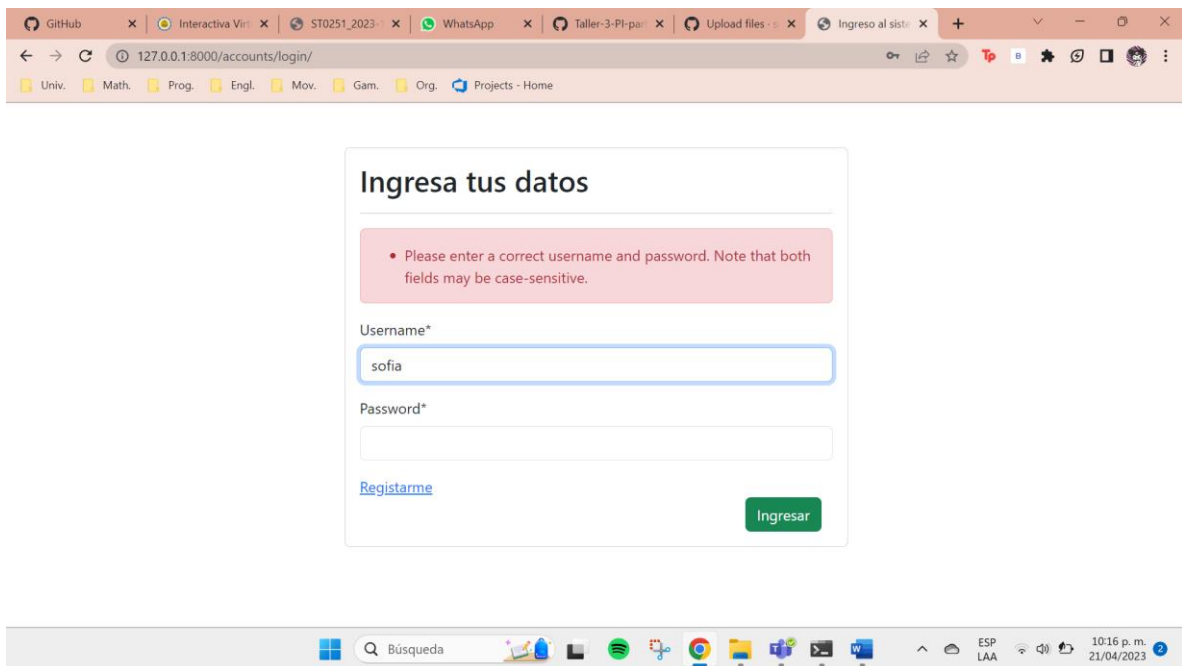 GitHub
Interactiva Virt
ST0251_2023-
WhatsApp
Taller-3-PI-part
Upload files · s
Ingreso al siste
127.0.0.1:8000/accounts/login/
Tp
B
Univ.
Math.
Prog.
Engl.
Mov.
Gam.
Org.
Projects - Home
Ingresa tus datos
Please enter a correct username and password. Note that both
fields may be case-sensitive.
Username*
sofia
Password*
Registarme
Ingresar
Búsqueda
ESP
LAA
10:16 p. m.
21/04/2023
2